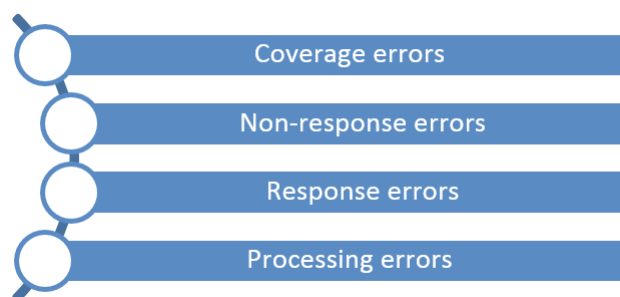 Coverage errors
Non-response errors
Response errors
Processing errors